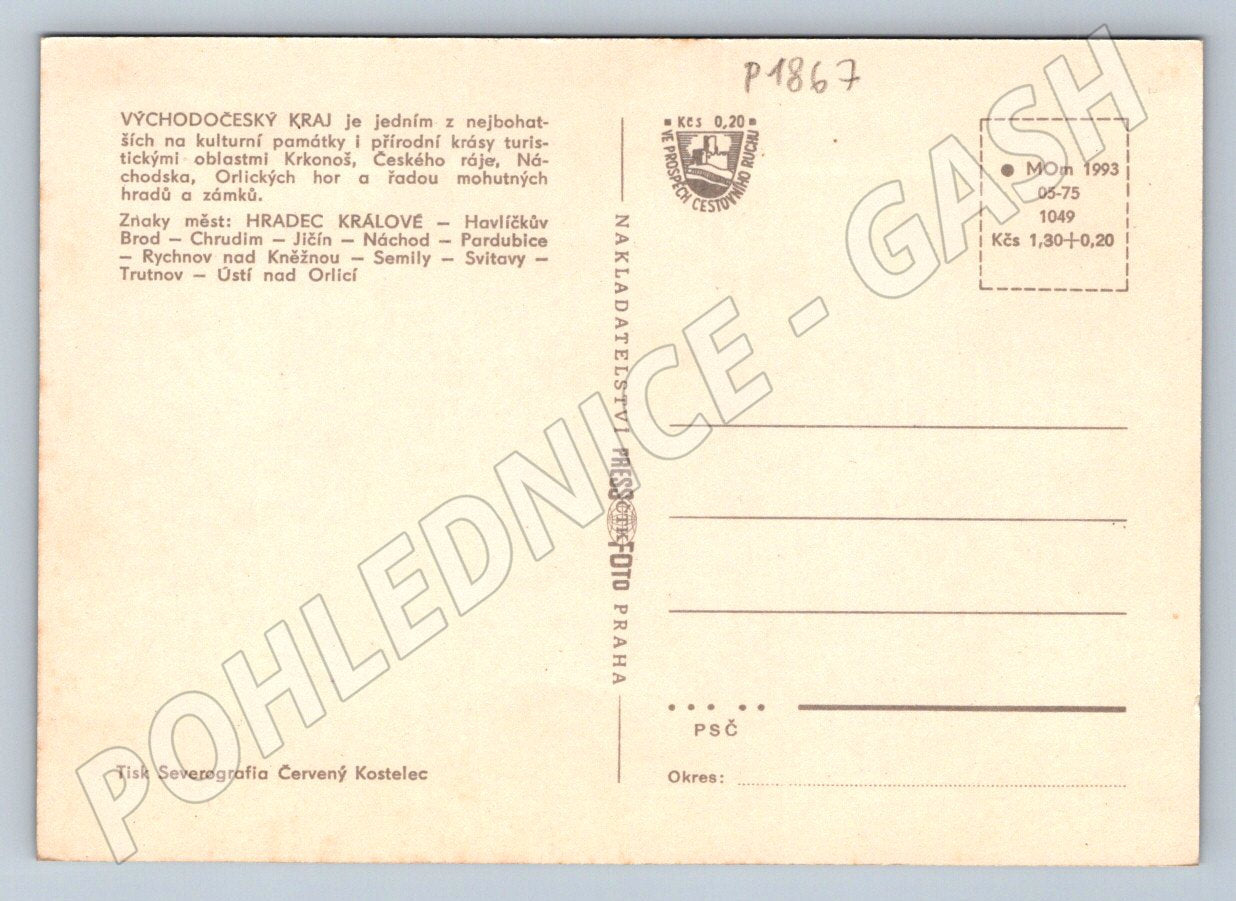 P1867
VÝCHODOČESKÝ KRAJ je jedním z nejbohat-
ších na kulturní památky i přírodní krásy turis-
tickými oblastmi Krkonoš, Českého ráje, Ná-
chodska, Orlických hor a řadou mohutných
hradů a zámků.
Znaky měst: HRADEC KRÁLOVÉ – Havlíčkův
Brod – Chrudim – Jičín – Náchod – Pardubice
– Rychnov nad Kněžnou – Semily – Svitavy –
Trutnov – Ústí nad Orlicí
Tisk Severografia Červený Kostelec
NAKLADATELSTVÍ PRESSFOTO PRAHA
ČTK
Kčs 0,20
VE PROSPĚCH CESTOVNÍHO RUCHU
MOm 1993
05-75
1049
Kčs 1,30+0,20
PSČ
Okres:
POHLEDNICE - GASH